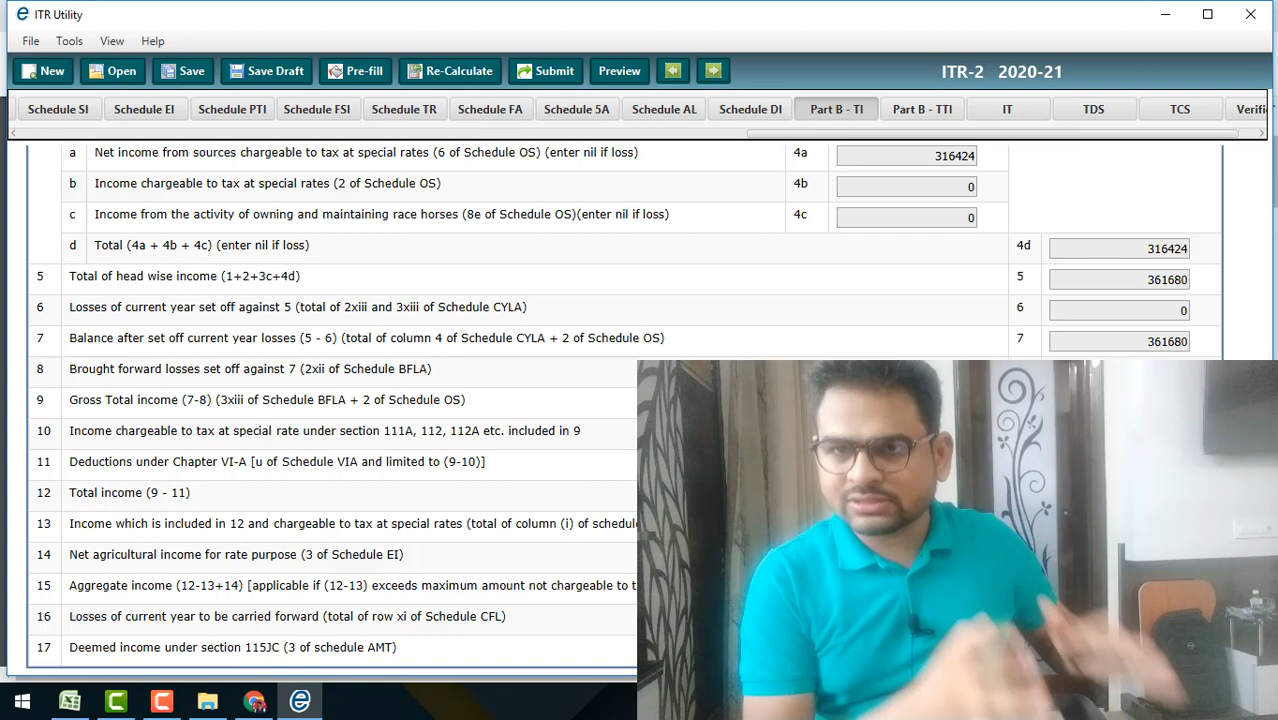 ITR Utility
File Tools View Help
New Open Save Save Draft Pre-fill Re-Calculate Submit Preview ITR-2 2020-21
Schedule SI Schedule EI Schedule PTI Schedule FSI Schedule TR Schedule FA Schedule 5A Schedule AL Schedule DI Part B - TI Part B - TTI IT TDS TCS Verifi
a Net income from sources chargeable to tax at special rates (6 of Schedule OS) (enter nil if loss) 4a 316424
b Income chargeable to tax at special rates (2 of Schedule OS) 4b 0
c Income from the activity of owning and maintaining race horses (8e of Schedule OS)(enter nil if loss) 4c 0
d Total (4a + 4b + 4c) (enter nil if loss) 4d 316424
5 Total of head wise income (1+2+3c+4d) 5 361680
6 Losses of current year set off against 5 (total of 2xiii and 3xiii of Schedule CYLA) 6 0
7 Balance after set off current year losses (5 - 6) (total of column 4 of Schedule CYLA + 2 of Schedule OS) 7 361680
8 Brought forward losses set off against 7 (2xii of Schedule BFLA)
9 Gross Total income (7-8) (3xiii of Schedule BFLA + 2 of Schedule OS)
10 Income chargeable to tax at special rate under section 111A, 112, 112A etc. included in 9
11 Deductions under Chapter VI-A [u of Schedule VIA and limited to (9-10)]
12 Total income (9 - 11)
13 Income which is included in 12 and chargeable to tax at special rates (total of column (i) of schedu
14 Net agricultural income for rate purpose (3 of Schedule EI)
15 Aggregate income (12-13+14) [applicable if (12-13) exceeds maximum amount not chargeable to t
16 Losses of current year to be carried forward (total of row xi of Schedule CFL)
17 Deemed income under section 115JC (3 of schedule AMT)